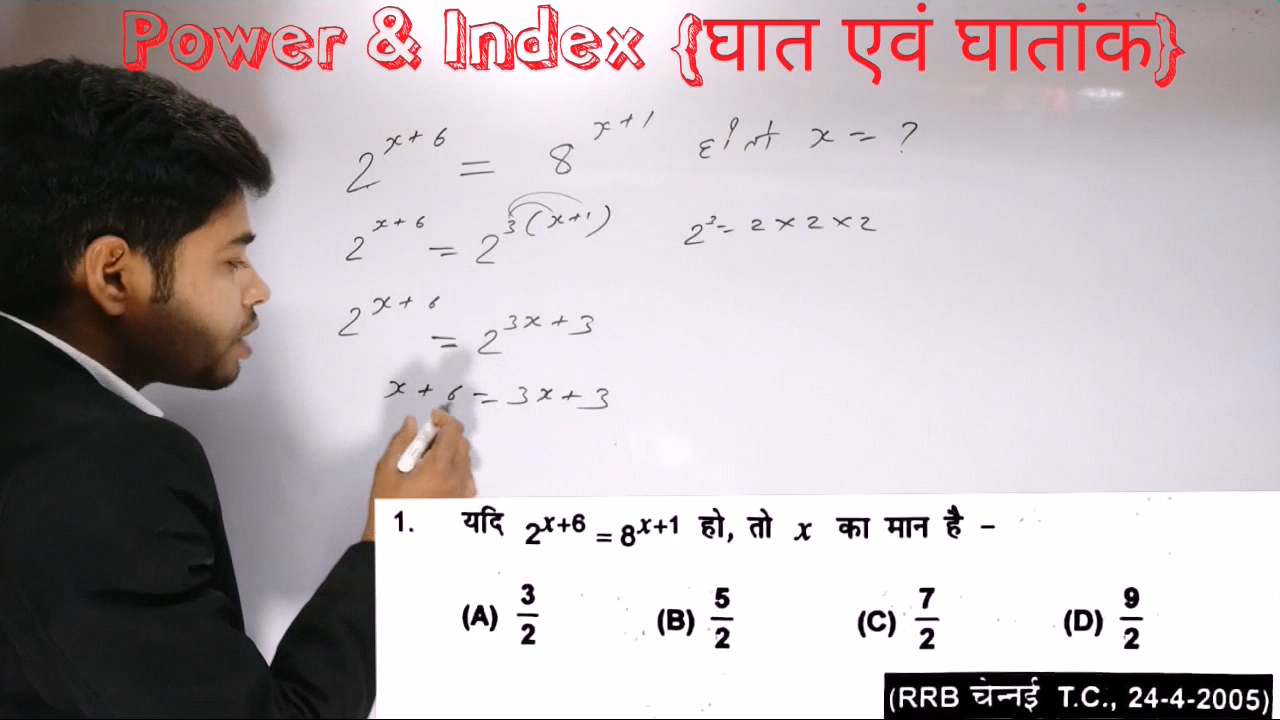 Power & Index {घात एवं घातांक}
2^{x+6} = 8^{x+1} हो तो x = ?
2^{x+6} = 2^{3(x+1)} 2^3 = 2 × 2 × 2
2^{x+6} = 2^{3x+3}
x + 6 = 3x + 3
1. यदि 2^{x+6} = 8^{x+1} हो, तो x का मान है –
(A) 3/2 (B) 5/2 (C) 7/2 (D) 9/2
(RRB चेन्नई T.C., 24-4-2005)